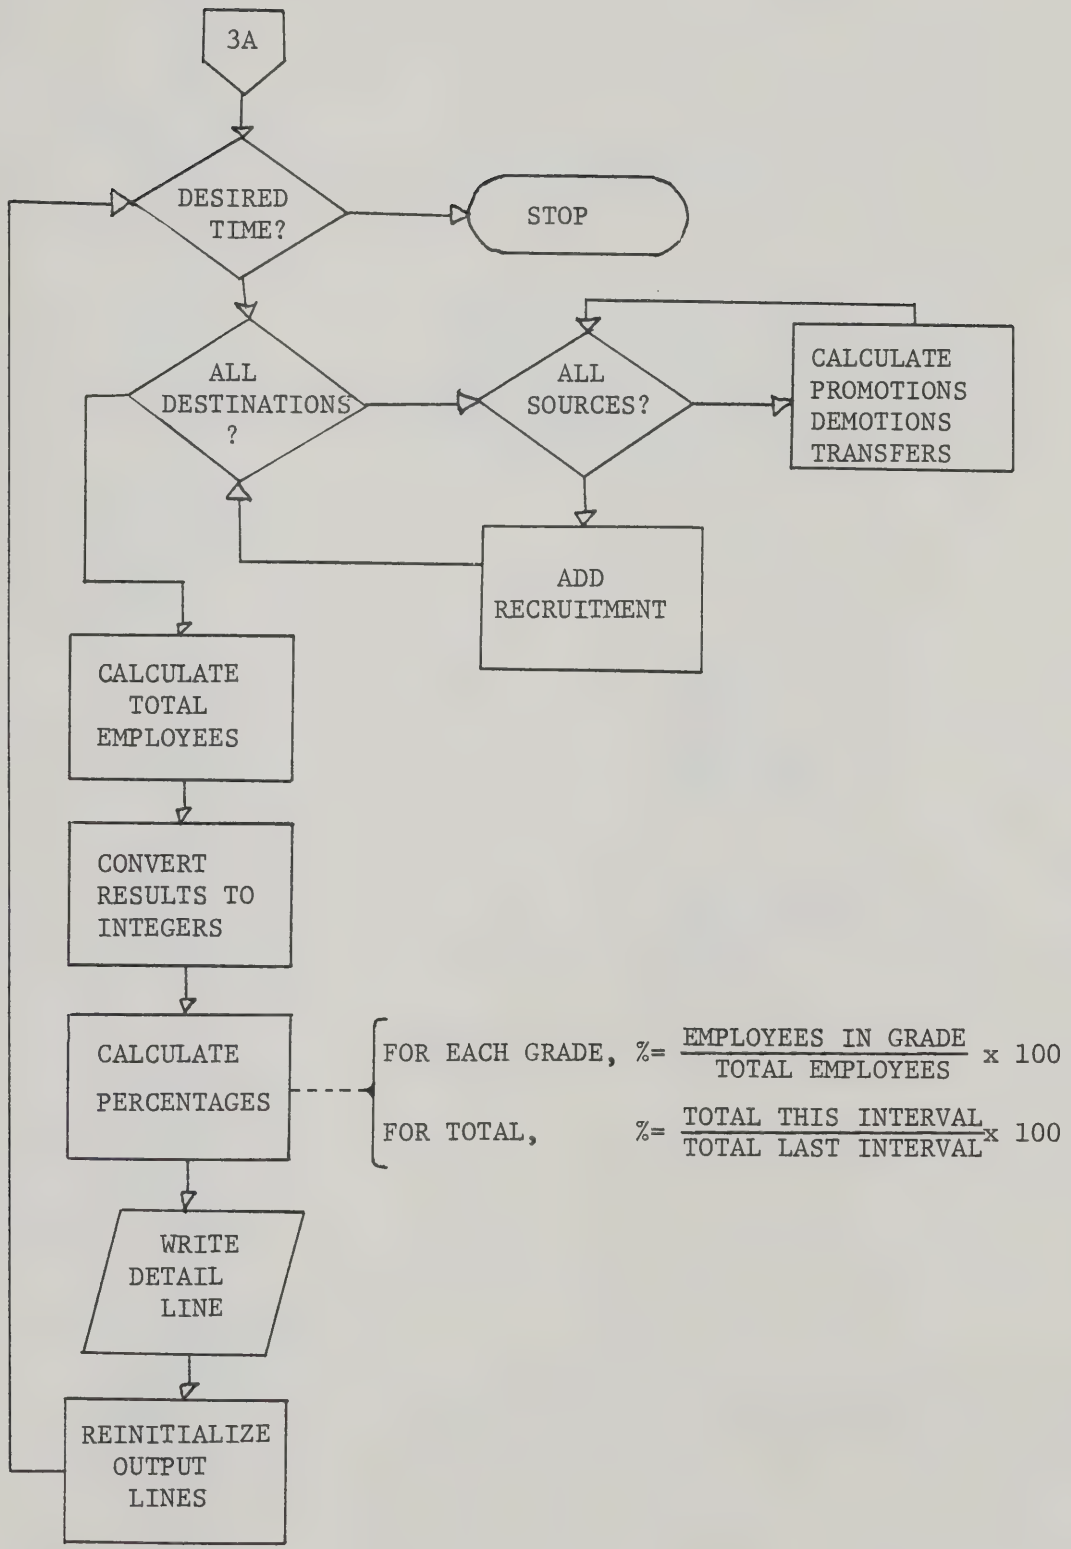 3A
DESIRED
TIME?
STOP
ALL
DESTINATIONS
?
ALL
SOURCES?
CALCULATE
PROMOTIONS
DEMOTIONS
TRANSFERS
ADD
RECRUITMENT
CALCULATE
TOTAL
EMPLOYEES
CONVERT
RESULTS TO
INTEGERS
CALCULATE
PERCENTAGES
FOR EACH GRADE, %= EMPLOYEES IN GRADE x 100
TOTAL EMPLOYEES
FOR TOTAL, %= TOTAL THIS INTERVAL x 100
TOTAL LAST INTERVAL
WRITE
DETAIL
LINE
REINITIALIZE
OUTPUT
LINES